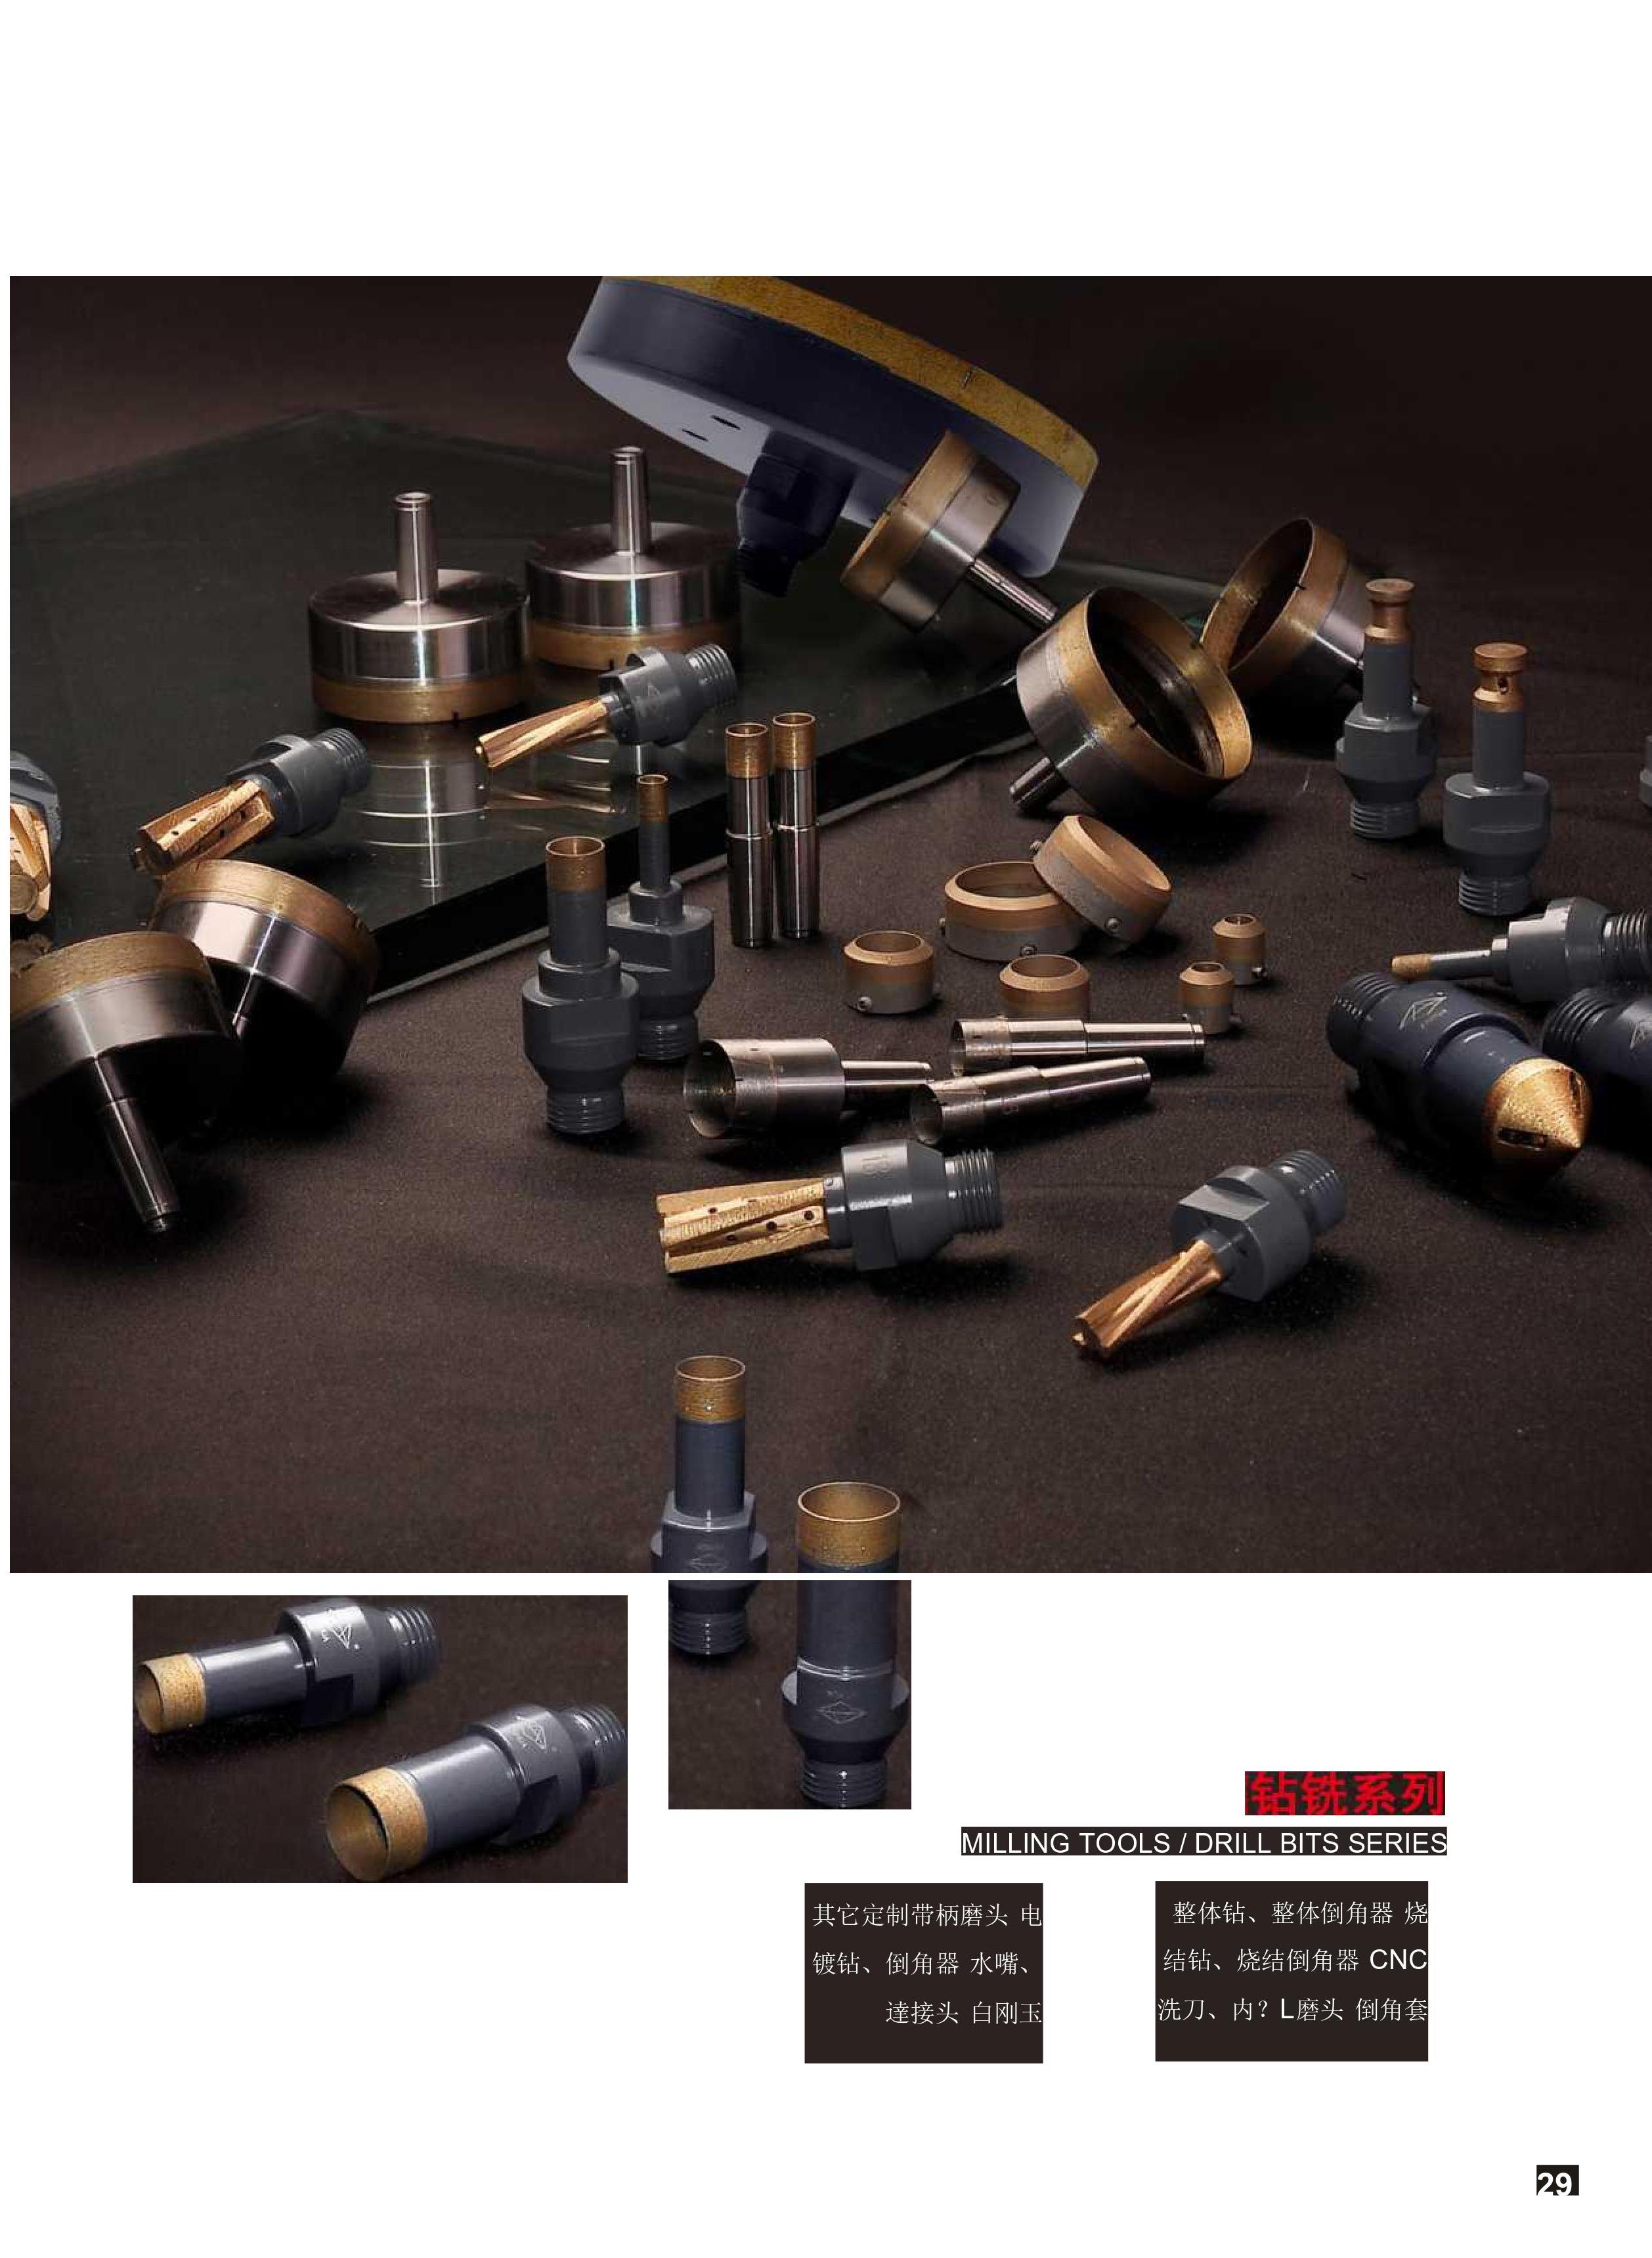 钻铣系列
MILLING TOOLS / DRILL BITS SERIES
其它定制带柄磨头 电
镀钻、倒角器 水嘴、
達接头 白刚玉
整体钻、整体倒角器 烧
结钻、烧结倒角器 CNC
洗刀、内? L磨头 倒角套
29